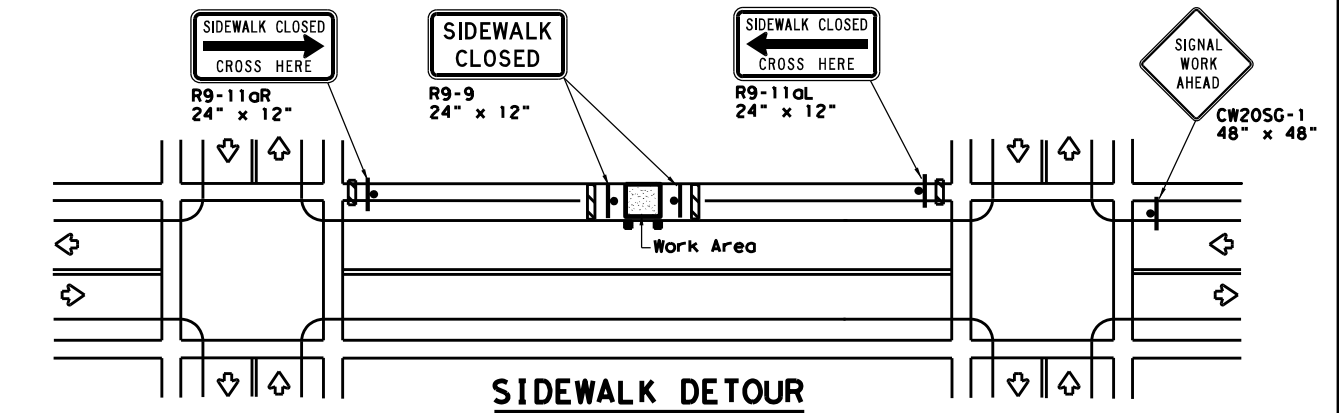 SIDEWALK CLOSED
CROSS HERE
R9-11aR
24" x 12"
SIDEWALK
CLOSED
R9-9
24" x 12"
SIDEWALK CLOSED
CROSS HERE
R9-11aL
24" x 12"
SIGNAL
WORK
AHEAD
CW20SG-1
48" x 48"
Work Area
SIDEWALK DETOUR